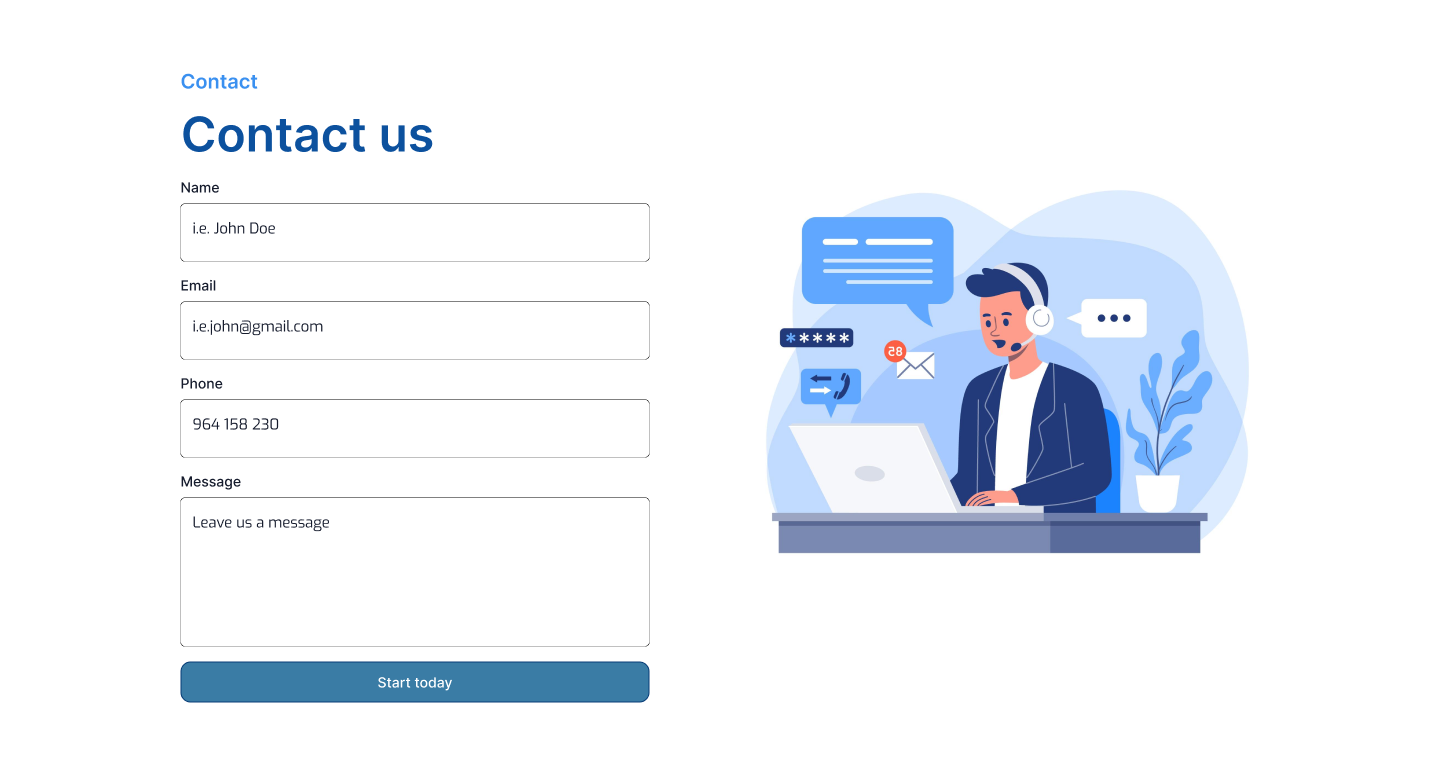 Contact
Contact us
Name
i.e. John Doe
Email
i.e.john@gmail.com
Phone
964 158 230
Message
Leave us a message
Start today
*****
28